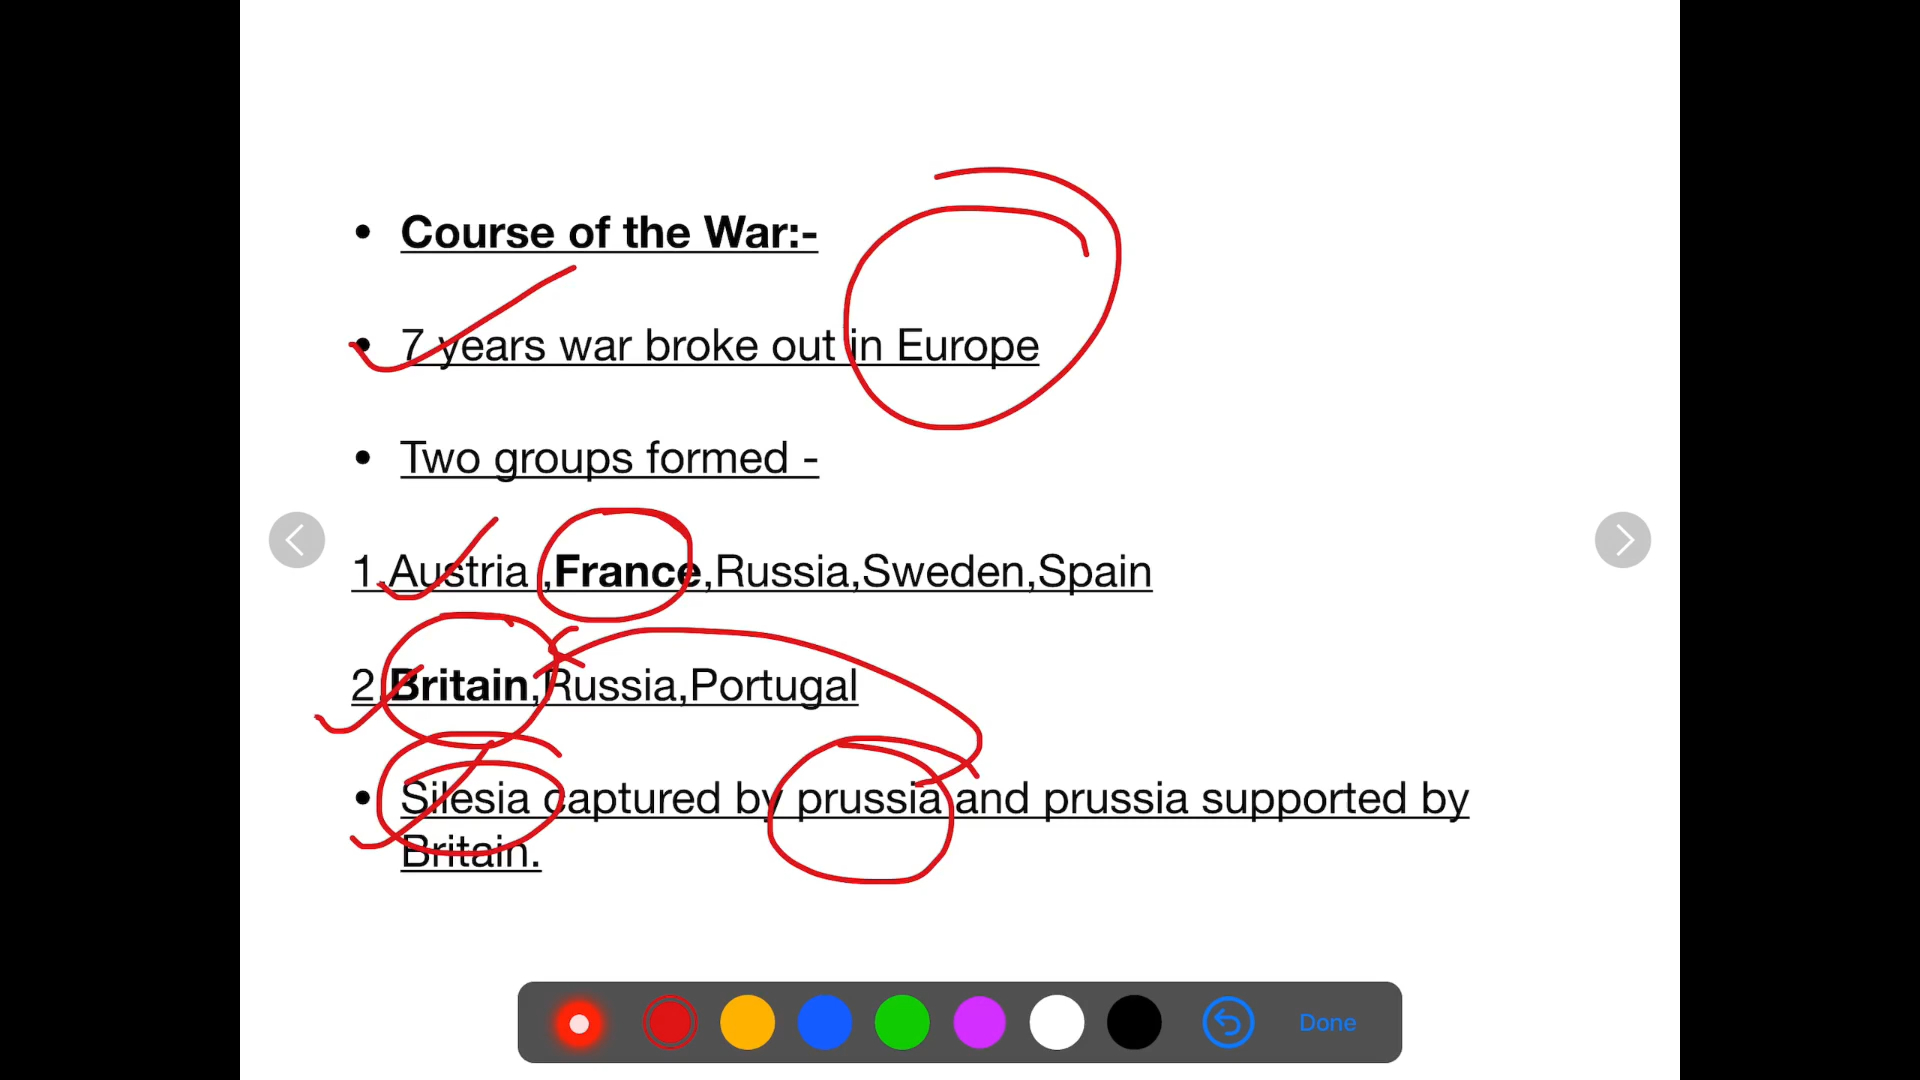 • Course of the War:-
• 7 years war broke out in Europe
• Two groups formed -
1.Austria ,France,Russia,Sweden,Spain
2.Britain,Russia,Portugal
• Silesia captured by prussia and prussia supported by
Britain.
Done